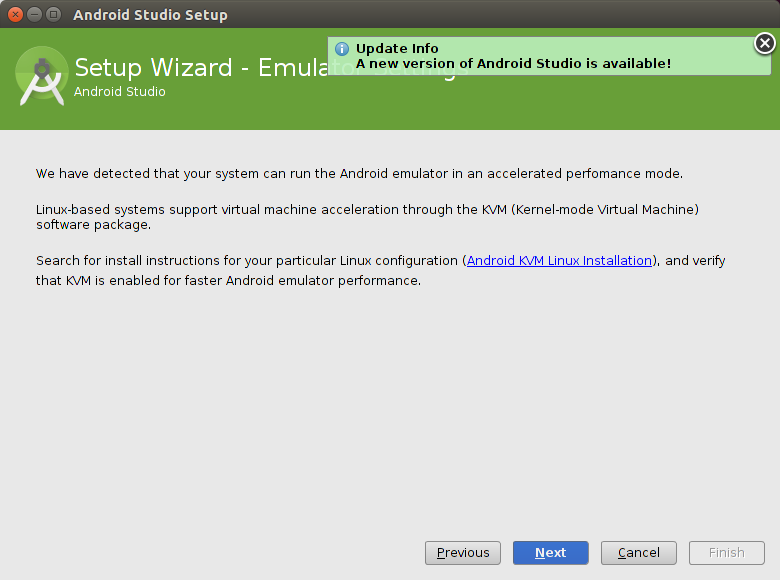 Android Studio Setup
Update Info
A new version of Android Studio is available!
Setup Wizard - Emulator Settings
Android Studio
We have detected that your system can run the Android emulator in an accelerated perfomance mode.
Linux-based systems support virtual machine acceleration through the KVM (Kernel-mode Virtual Machine)
software package.
Search for install instructions for your particular Linux configuration (Android KVM Linux Installation), and verify
that KVM is enabled for faster Android emulator performance.
Previous Next Cancel Finish